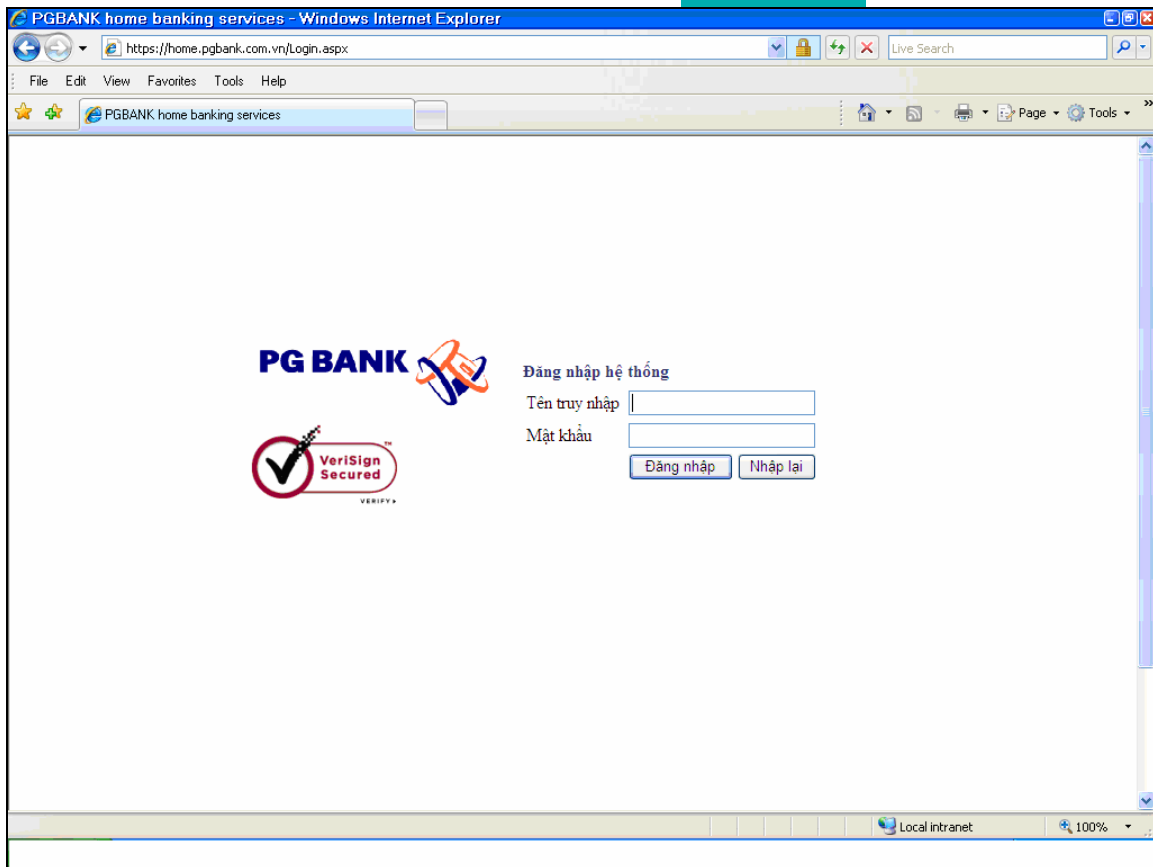 PGBANK home banking services - Windows Internet Explorer
https://home.pgbank.com.vn/Login.aspx
Live Search
File Edit View Favorites Tools Help
PGBANK home banking services
Page Tools »
PG BANK
Đăng nhập hệ thống
Tên truy nhập
Mật khẩu
VeriSign™
Secured
VERIFY▸
Đăng nhập Nhập lại
Local intranet 100%